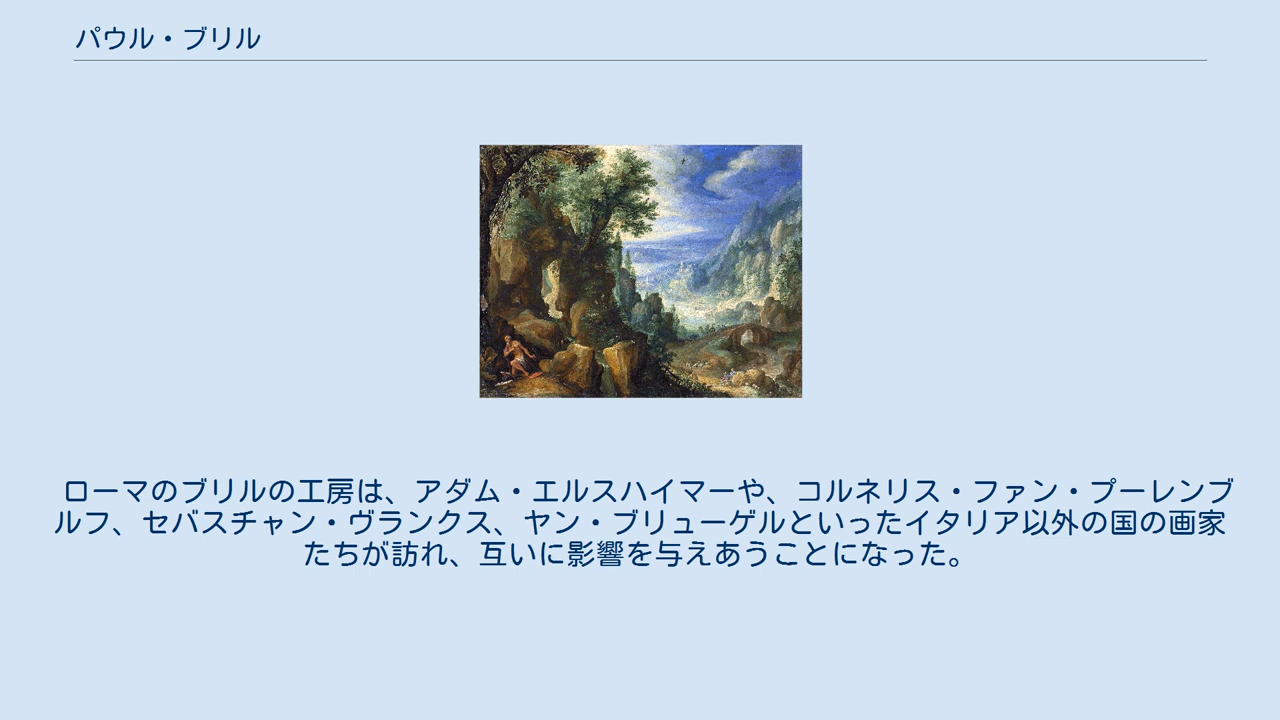 パウル・ブリル
ローマのブリルの工房は、アダム・エルスハイマーや、コルネリス・ファン・プーレンブ
ルフ、セバスチャン・ヴランクス、ヤン・ブリューゲルといったイタリア以外の国の画家
たちが訪れ、互いに影響を与えあうことになった。